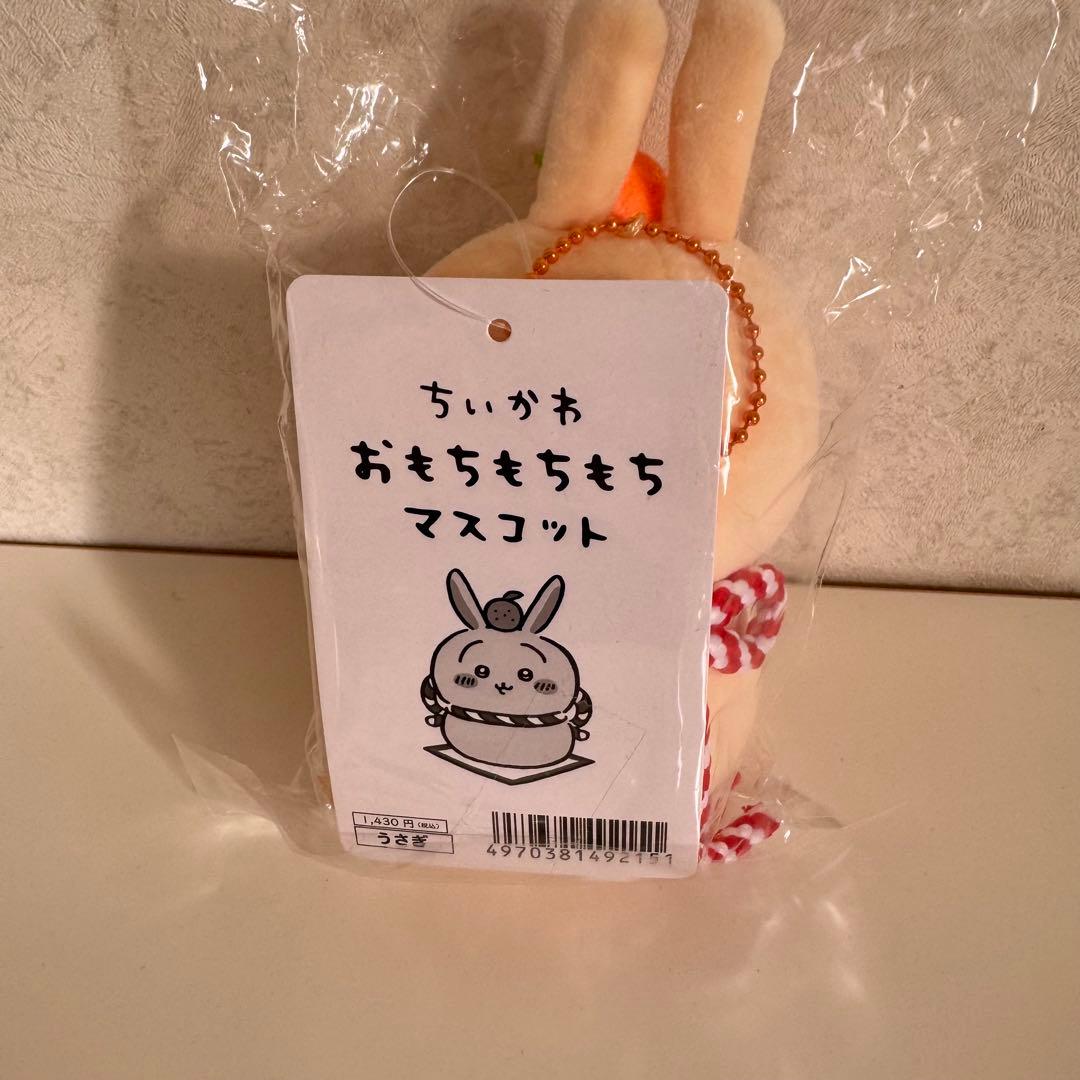 ちいかわ
おもちもちもち
マスコット
1,430円(税込)
うさぎ
4970381492151